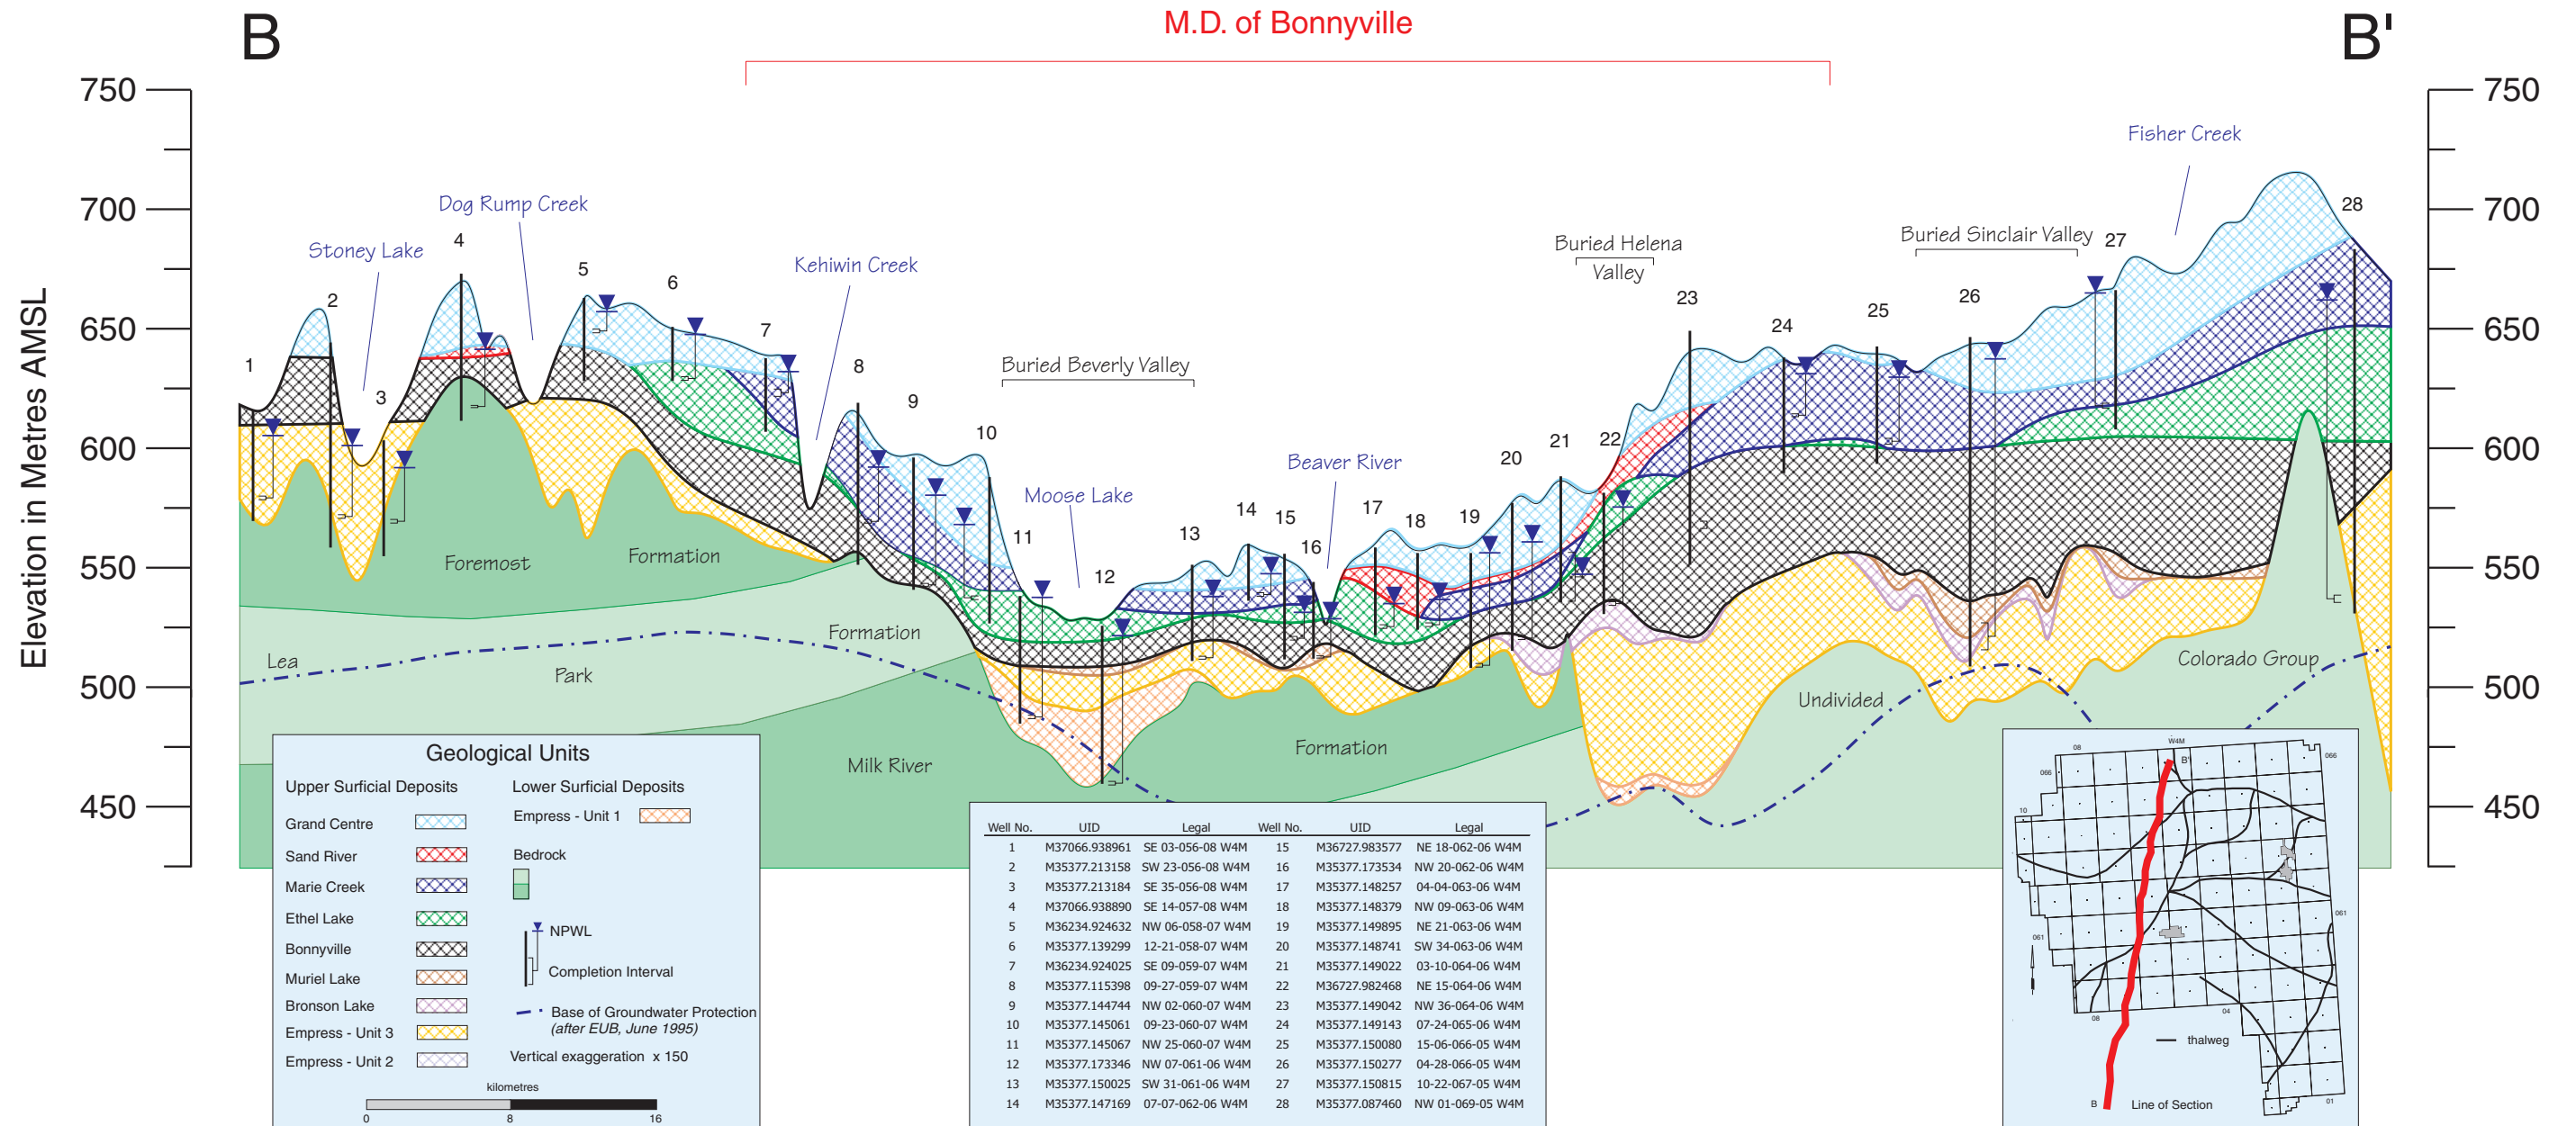 B
M.D. of Bonnyville
B'
Elevation in Metres AMSL
750
700
650
600
550
500
450
750
700
650
600
550
500
450
Stoney Lake
Dog Rump Creek
Kehiwin Creek
Buried Beverly Valley
Moose Lake
Beaver River
Buried Helena
Valley
Buried Sinclair Valley
Fisher Creek
1
2
3
4
5
6
7
8
9
10
11
12
13
14
15
16
17
18
19
20
21
22
23
24
25
26
27
28
Foremost Formation
Lea Park Formation
Milk River Formation
Undivided Colorado Group
Geological Units
Upper Surficial Deposits
Grand Centre
Sand River
Marie Creek
Ethel Lake
Bonnyville
Muriel Lake
Bronson Lake
Empress - Unit 3
Empress - Unit 2
Lower Surficial Deposits
Empress - Unit 1
Bedrock
NPWL
Completion Interval
Base of Groundwater Protection
(after EUB, June 1995)
Vertical exaggeration x 150
kilometres
0 8 16
Well No. UID Legal Well No. UID Legal
1 M37066.938961 SE 03-056-08 W4M 15 M36727.983577 NE 18-062-06 W4M
2 M35377.213158 SW 23-056-08 W4M 16 M35377.173534 NW 20-062-06 W4M
3 M35377.213184 SE 35-056-08 W4M 17 M35377.148257 04-04-063-06 W4M
4 M37066.938890 SE 14-057-08 W4M 18 M35377.148379 NW 09-063-06 W4M
5 M36234.924632 NW 06-058-07 W4M 19 M35377.149895 NE 21-063-06 W4M
6 M35377.139299 12-21-058-07 W4M 20 M35377.148741 SW 34-063-06 W4M
7 M36234.924025 SE 09-059-07 W4M 21 M35377.149022 03-10-064-06 W4M
8 M35377.115398 09-27-059-07 W4M 22 M36727.982468 NE 15-064-06 W4M
9 M35377.144744 NW 02-060-07 W4M 23 M35377.149042 NW 36-064-06 W4M
10 M35377.145061 09-23-060-07 W4M 24 M35377.149143 07-24-065-06 W4M
11 M35377.145067 NW 25-060-07 W4M 25 M35377.150080 15-06-066-05 W4M
12 M35377.173346 NW 07-061-06 W4M 26 M35377.150277 04-28-066-05 W4M
13 M35377.150025 SW 31-061-06 W4M 27 M35377.150815 10-22-067-05 W4M
14 M35377.147169 07-07-062-06 W4M 28 M35377.087460 NW 01-069-05 W4M
W4M
08
B'
066
066
10
061
061
08
04
thalweg
B
Line of Section
01